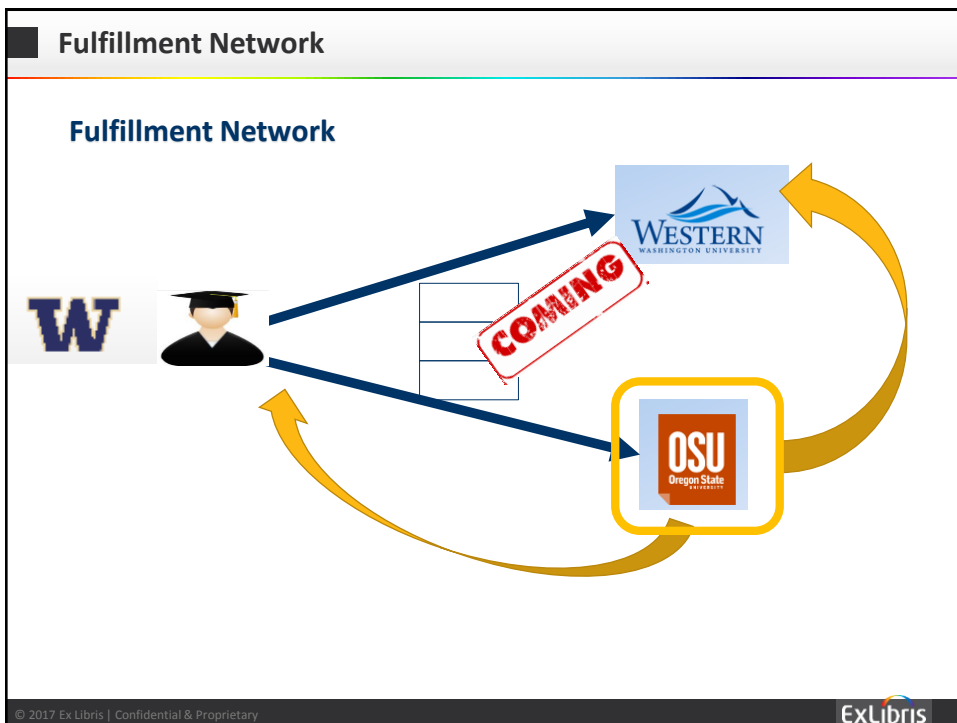 Fulfillment Network
Fulfillment Network
WESTERN
WASHINGTON UNIVERSITY
COMING
W
OSU
Oregon State
UNIVERSITY
© 2017 Ex Libris | Confidential & Proprietary
ExLibris